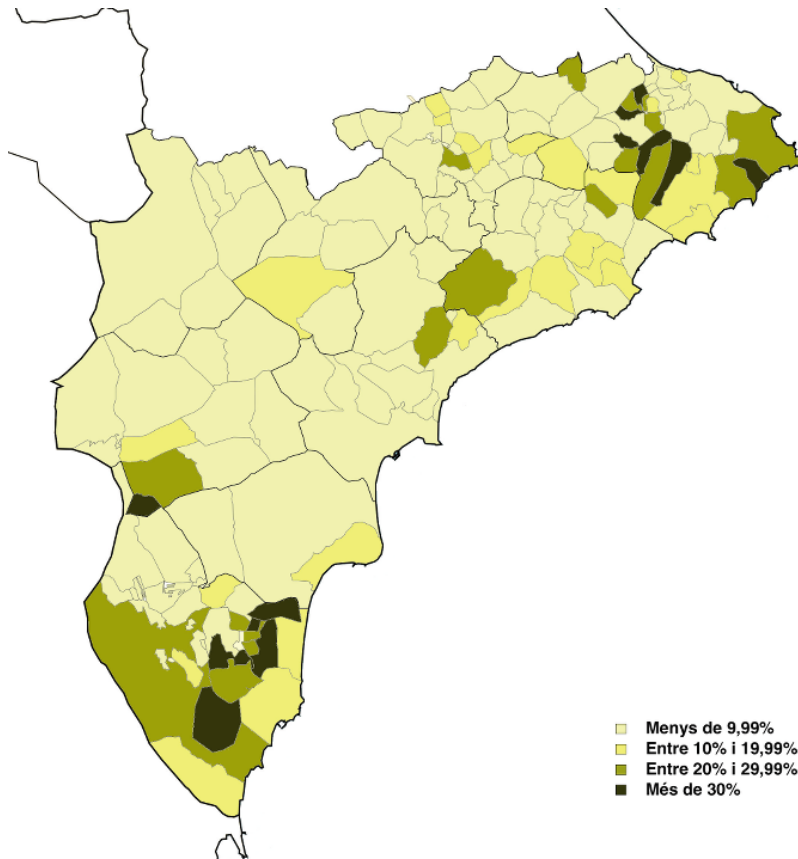 Menys de 9,99%
Entre 10% i 19,99%
Entre 20% i 29,99%
Més de 30%